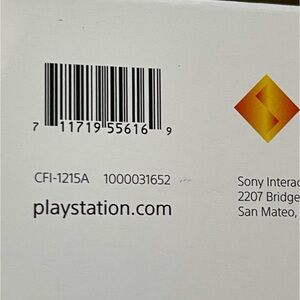 7 11719 55616 9
CFI-1215A 1000031652
playstation.com
Sony Interac
2207 Bridge
San Mateo,